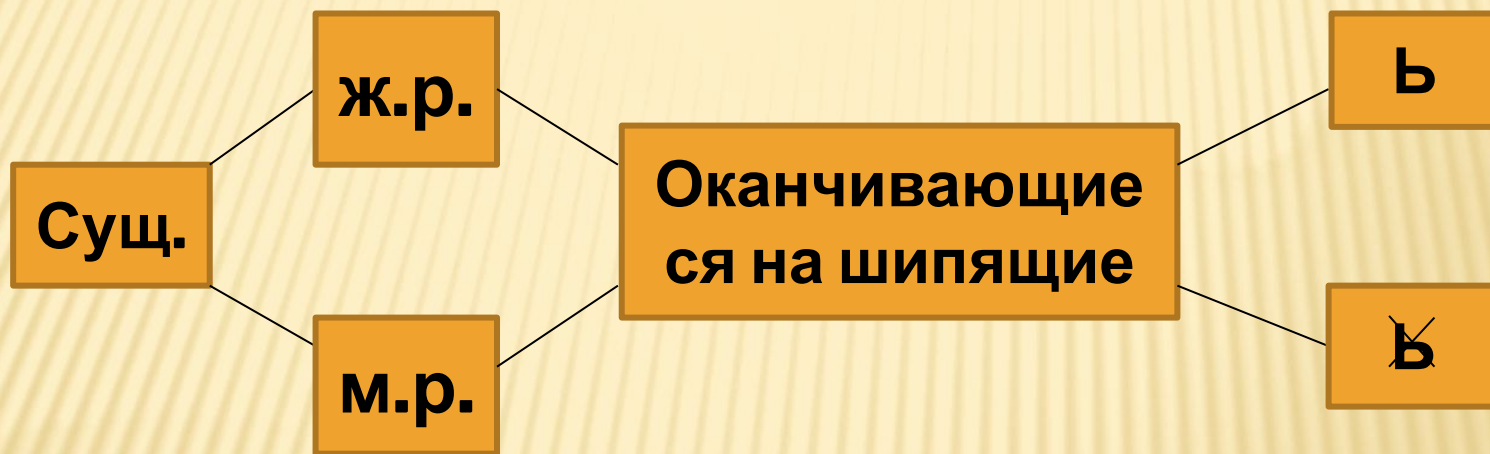 Сущ.
ж.р.
м.р.
Оканчивающие
ся на шипящие
Ь
Ь